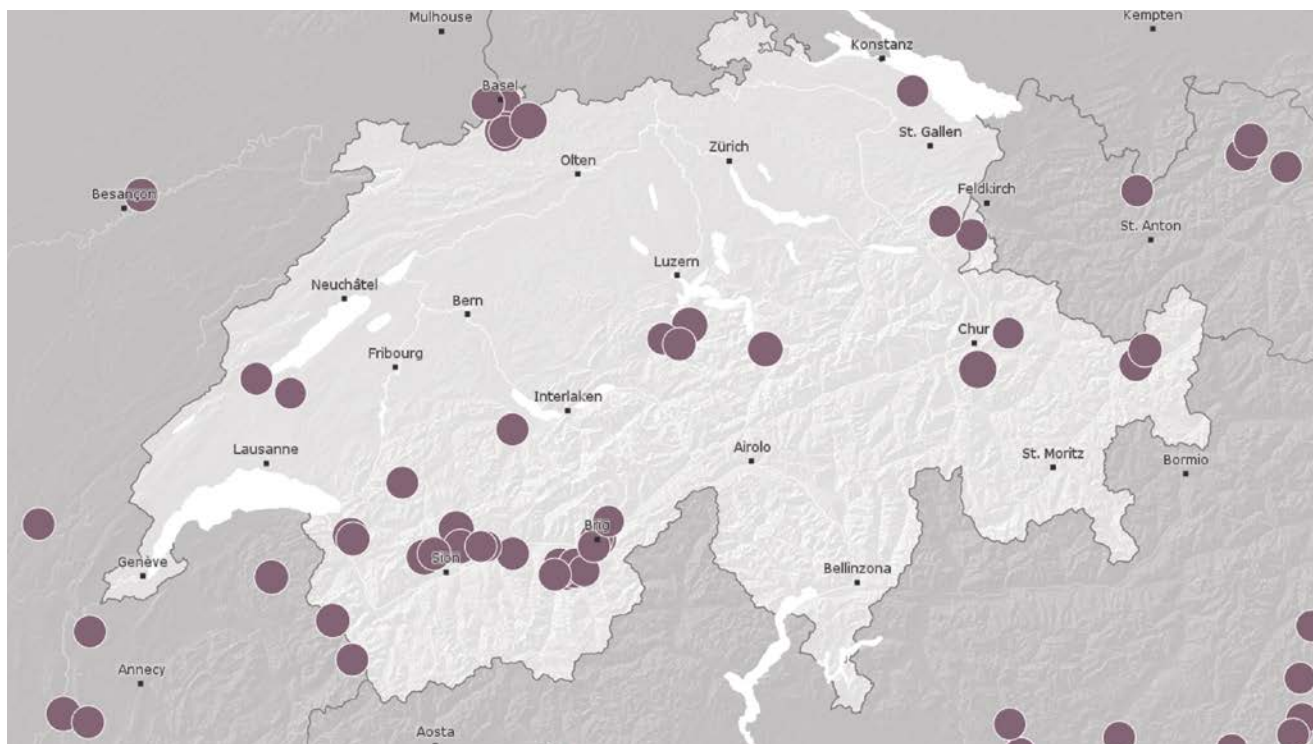 Mulhouse
Kempten
Konstanz
Basel
St. Gallen
Zürich
Olten
Besançon
Feldkirch
St. Anton
Luzern
Neuchâtel
Bern
Chur
Fribourg
Interlaken
Lausanne
Airolo
St. Moritz
Bormio
Brig
Genève
Sion
Bellinzona
Annecy
Aosta